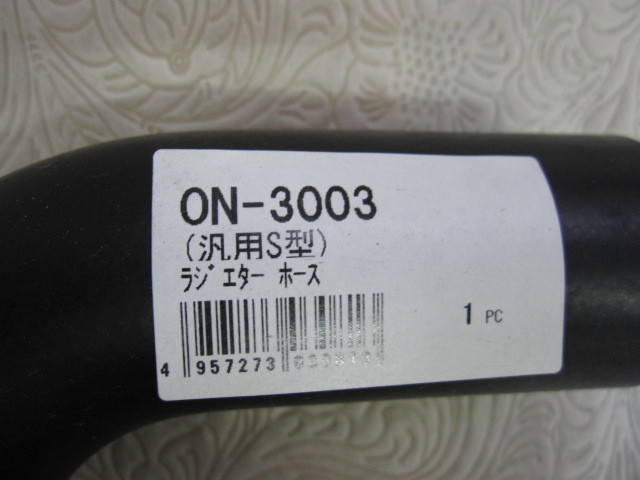 ON-3003
(汎用S型)
ラジエター ホース
1 PC
4 957273